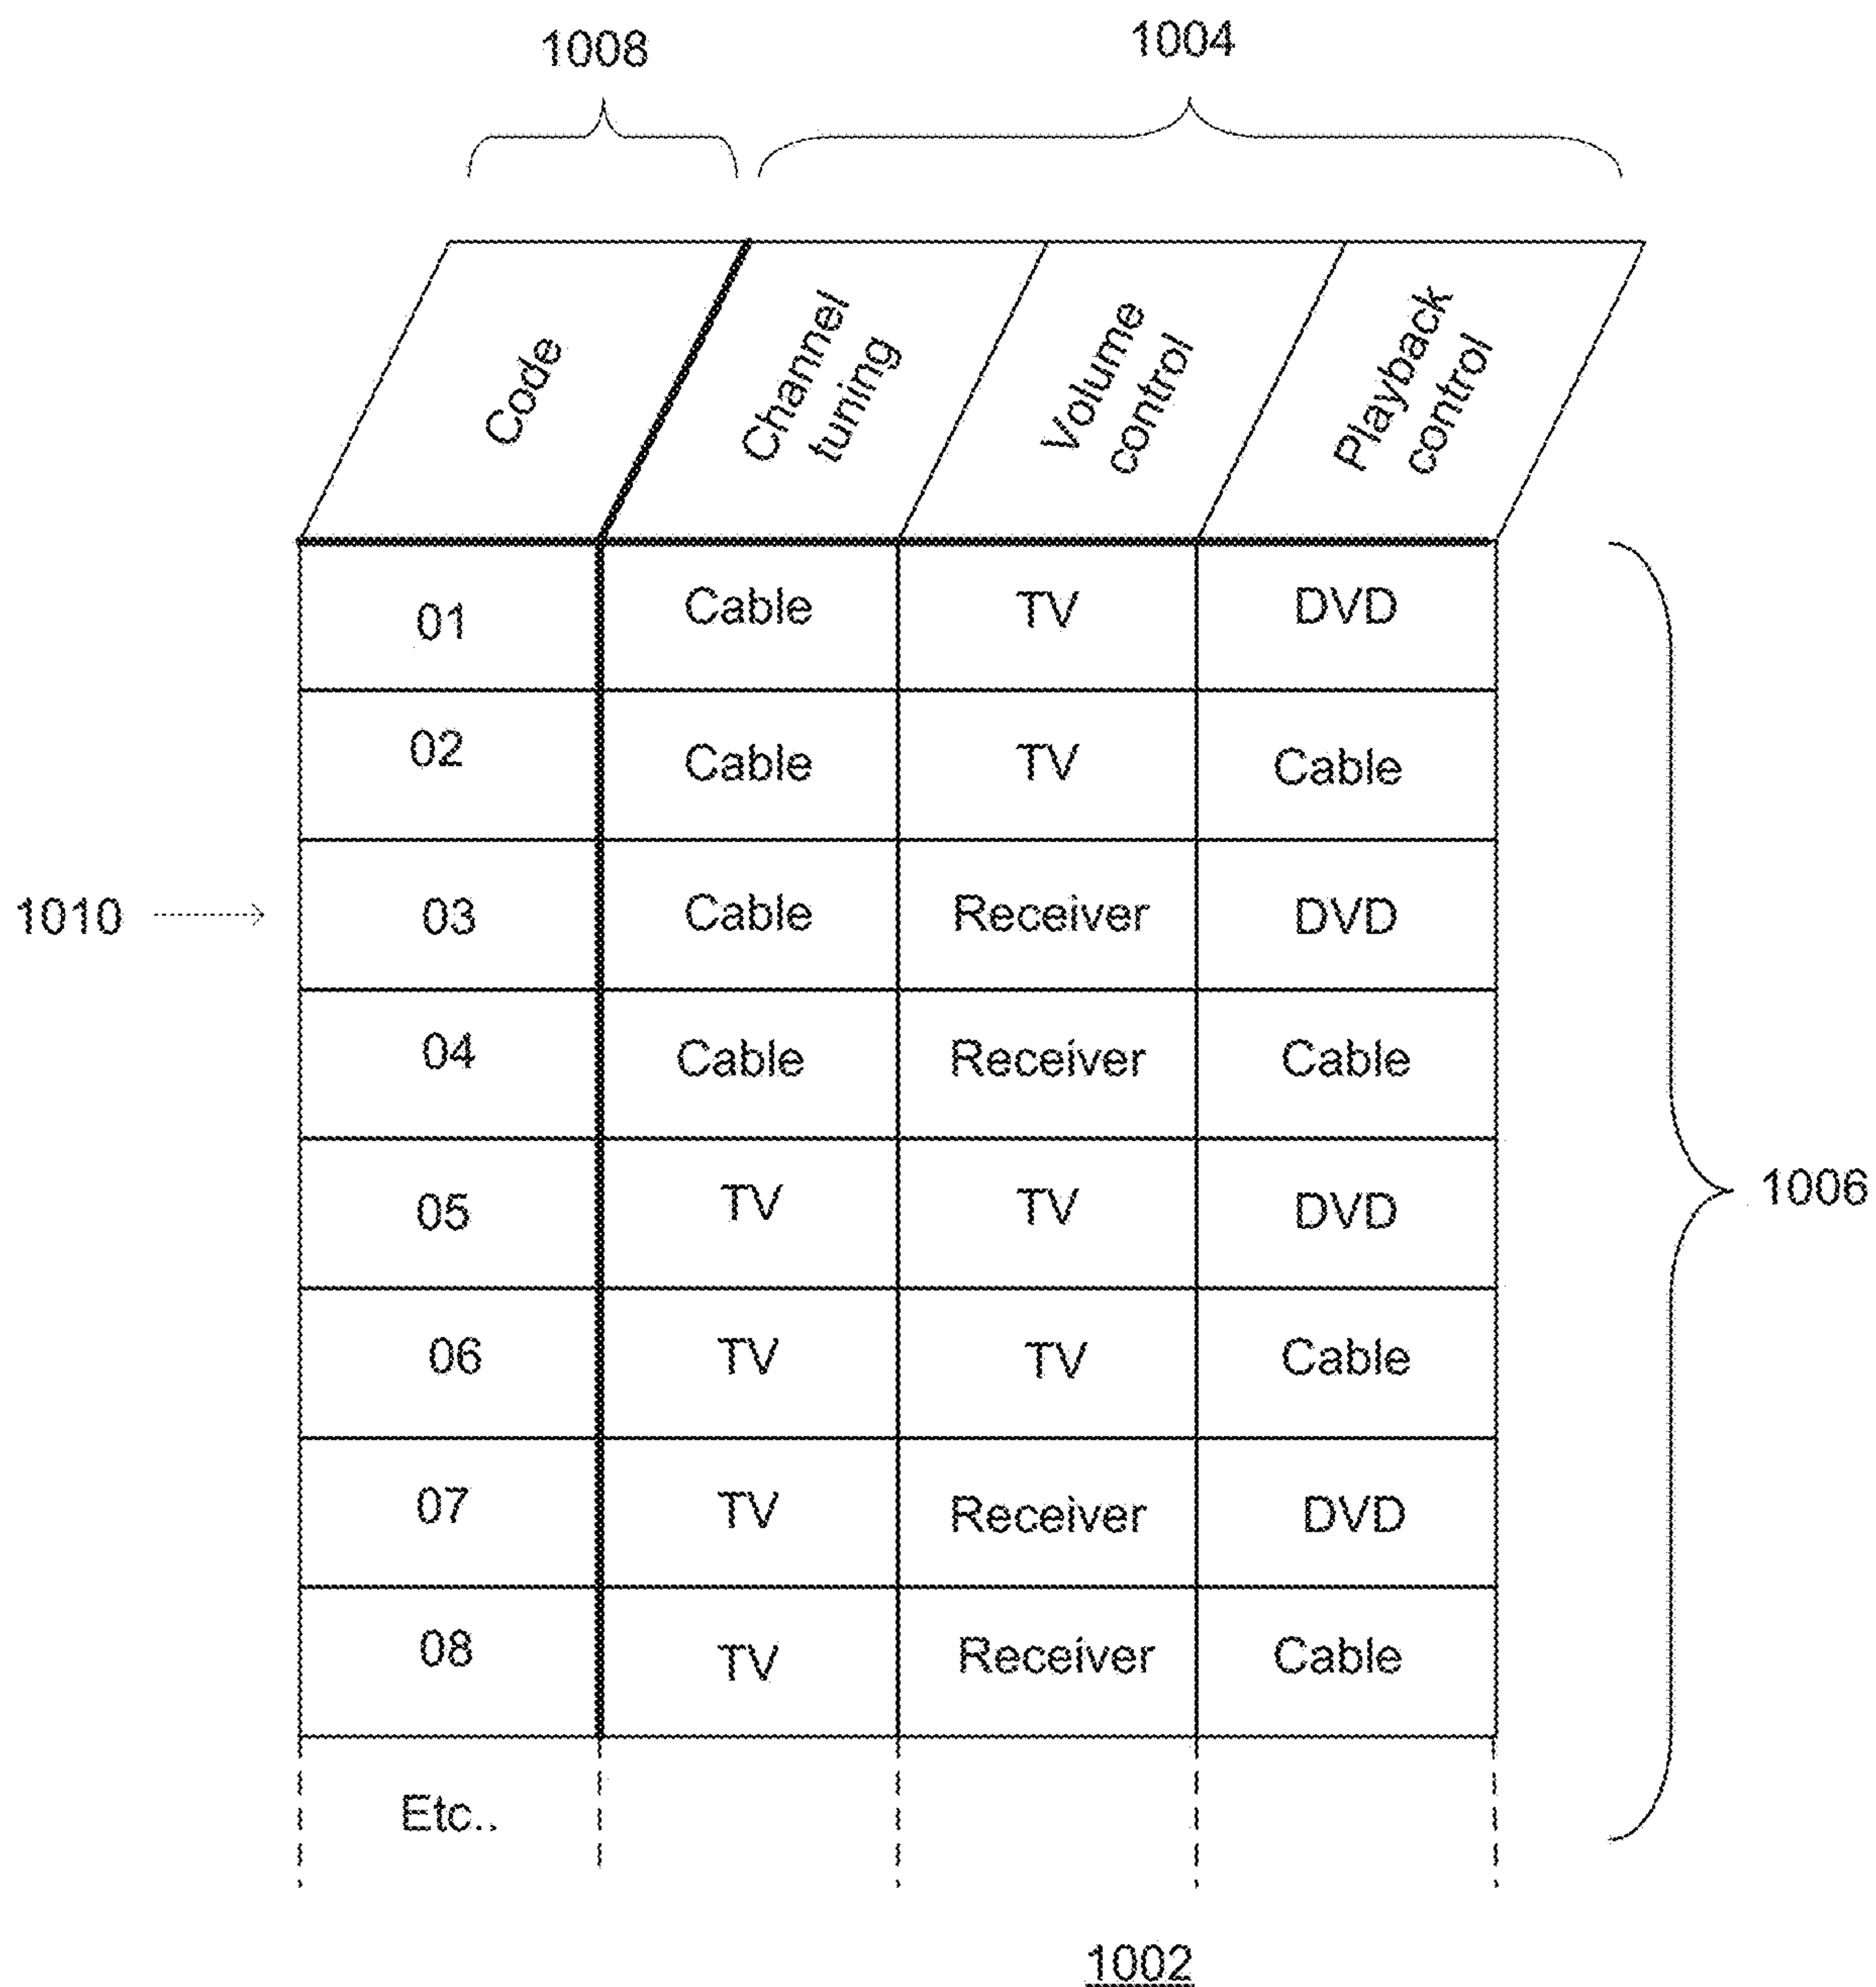 1008 1004
Code
Channel
tuning
Volume
control
Playback
control
01 Cable TV DVD
02 Cable TV Cable
1010 03 Cable Receiver DVD
04 Cable Receiver Cable
05 TV TV DVD
1006
06 TV TV Cable
07 TV Receiver DVD
08 TV Receiver Cable
Etc..
1002